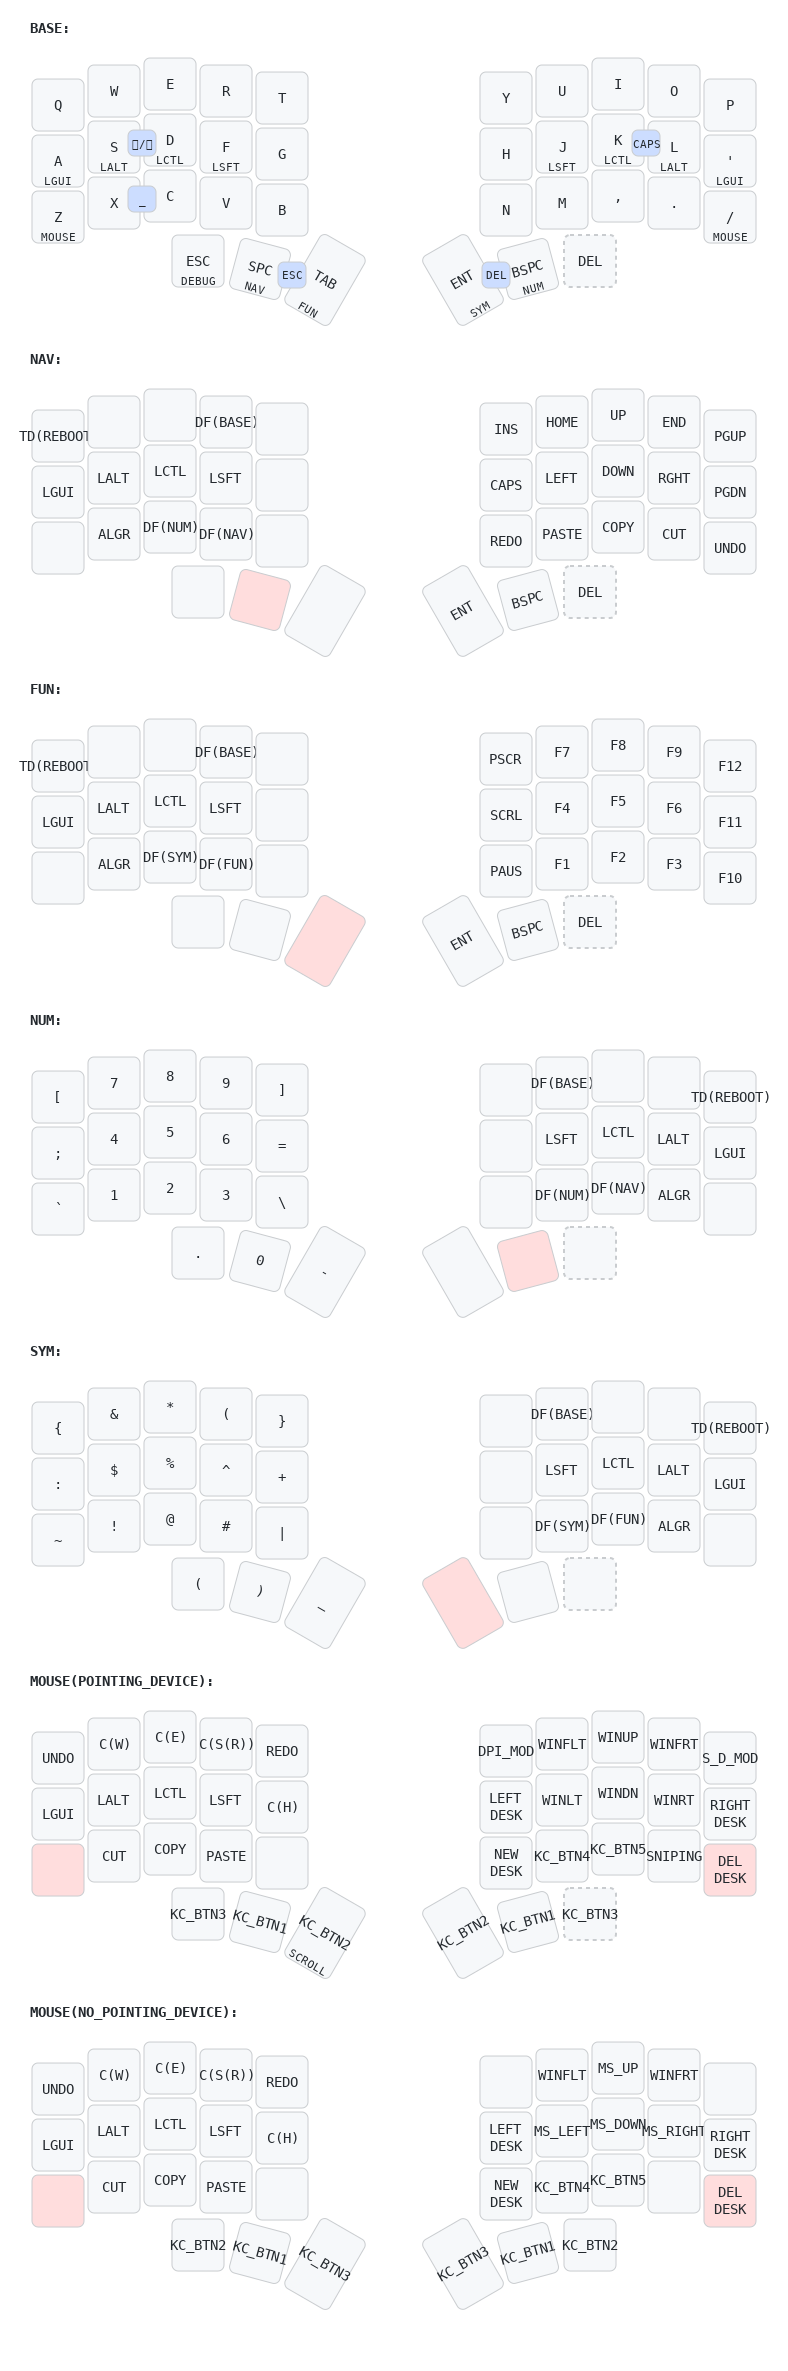 BASE:
Q W E R T Y U I O P
A LGUI S LALT D LCTL F LSFT G H J LSFT K LCTL CAPS L LALT ' LGUI
Z MOUSE X _ C V B N M , . / MOUSE
ESC DEBUG SPC NAV ESC TAB FUN ENT SYM DEL BSPC NUM DEL
NAV:
TD(REBOOT DF(BASE) INS HOME UP END PGUP
LGUI LALT LCTL LSFT CAPS LEFT DOWN RGHT PGDN
ALGR DF(NUM) DF(NAV) REDO PASTE COPY CUT UNDO
ENT BSPC DEL
FUN:
TD(REBOOT DF(BASE) PSCR F7 F8 F9 F12
LGUI LALT LCTL LSFT SCRL F4 F5 F6 F11
ALGR DF(SYM) DF(FUN) PAUS F1 F2 F3 F10
ENT BSPC DEL
NUM:
[ 7 8 9 ] DF(BASE) TD(REBOOT)
; 4 5 6 = LSFT LCTL LALT LGUI
` 1 2 3 \ DF(NUM) DF(NAV) ALGR
. 0 -
SYM:
{ & * ( } DF(BASE) TD(REBOOT)
: $ % ^ + LSFT LCTL LALT LGUI
~ ! @ # | DF(SYM) DF(FUN) ALGR
( ) _
MOUSE(POINTING_DEVICE):
UNDO C(W) C(E) C(S(R)) REDO DPI_MOD WINFLT WINUP WINFRT S_D_MOD
LGUI LALT LCTL LSFT C(H) LEFT DESK WINLT WINDN WINRT RIGHT DESK
CUT COPY PASTE NEW DESK KC_BTN4 KC_BTN5 SNIPING DEL DESK
KC_BTN3 KC_BTN1 KC_BTN2 SCROLL KC_BTN2 KC_BTN1 KC_BTN3
MOUSE(NO_POINTING_DEVICE):
UNDO C(W) C(E) C(S(R)) REDO WINFLT MS_UP WINFRT
LGUI LALT LCTL LSFT C(H) LEFT DESK MS_LEFT MS_DOWN MS_RIGHT RIGHT DESK
CUT COPY PASTE NEW DESK KC_BTN4 KC_BTN5 DEL DESK
KC_BTN2 KC_BTN1 KC_BTN3 KC_BTN3 KC_BTN1 KC_BTN2